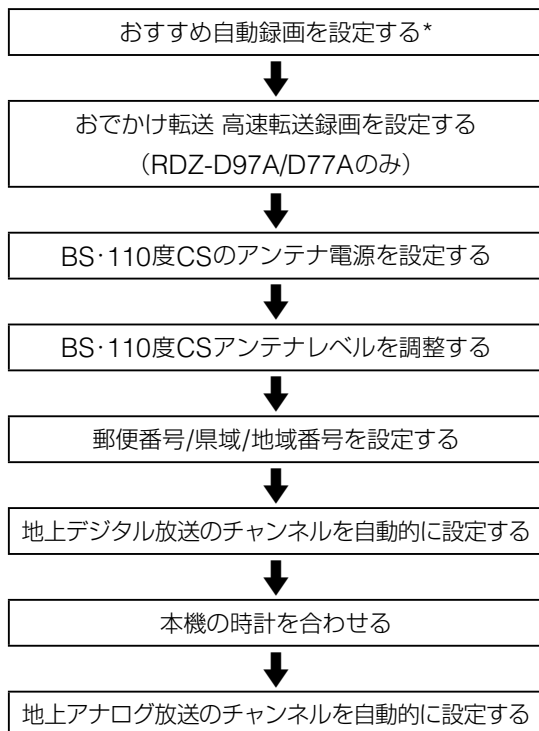 おすすめ自動録画を設定する*
おでかけ転送 高速転送録画を設定する
（RDZ-D97A/D77Aのみ）
BS·110度CSのアンテナ電源を設定する
BS·110度CSアンテナレベルを調整する
郵便番号/県域/地域番号を設定する
地上デジタル放送のチャンネルを自動的に設定する
本機の時計を合わせる
地上アナログ放送のチャンネルを自動的に設定する